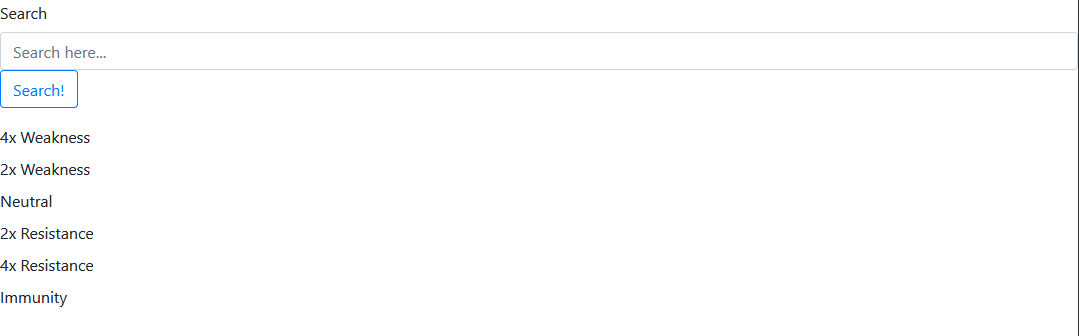 Search
Search here...
Search!
4x Weakness
2x Weakness
Neutral
2x Resistance
4x Resistance
Immunity